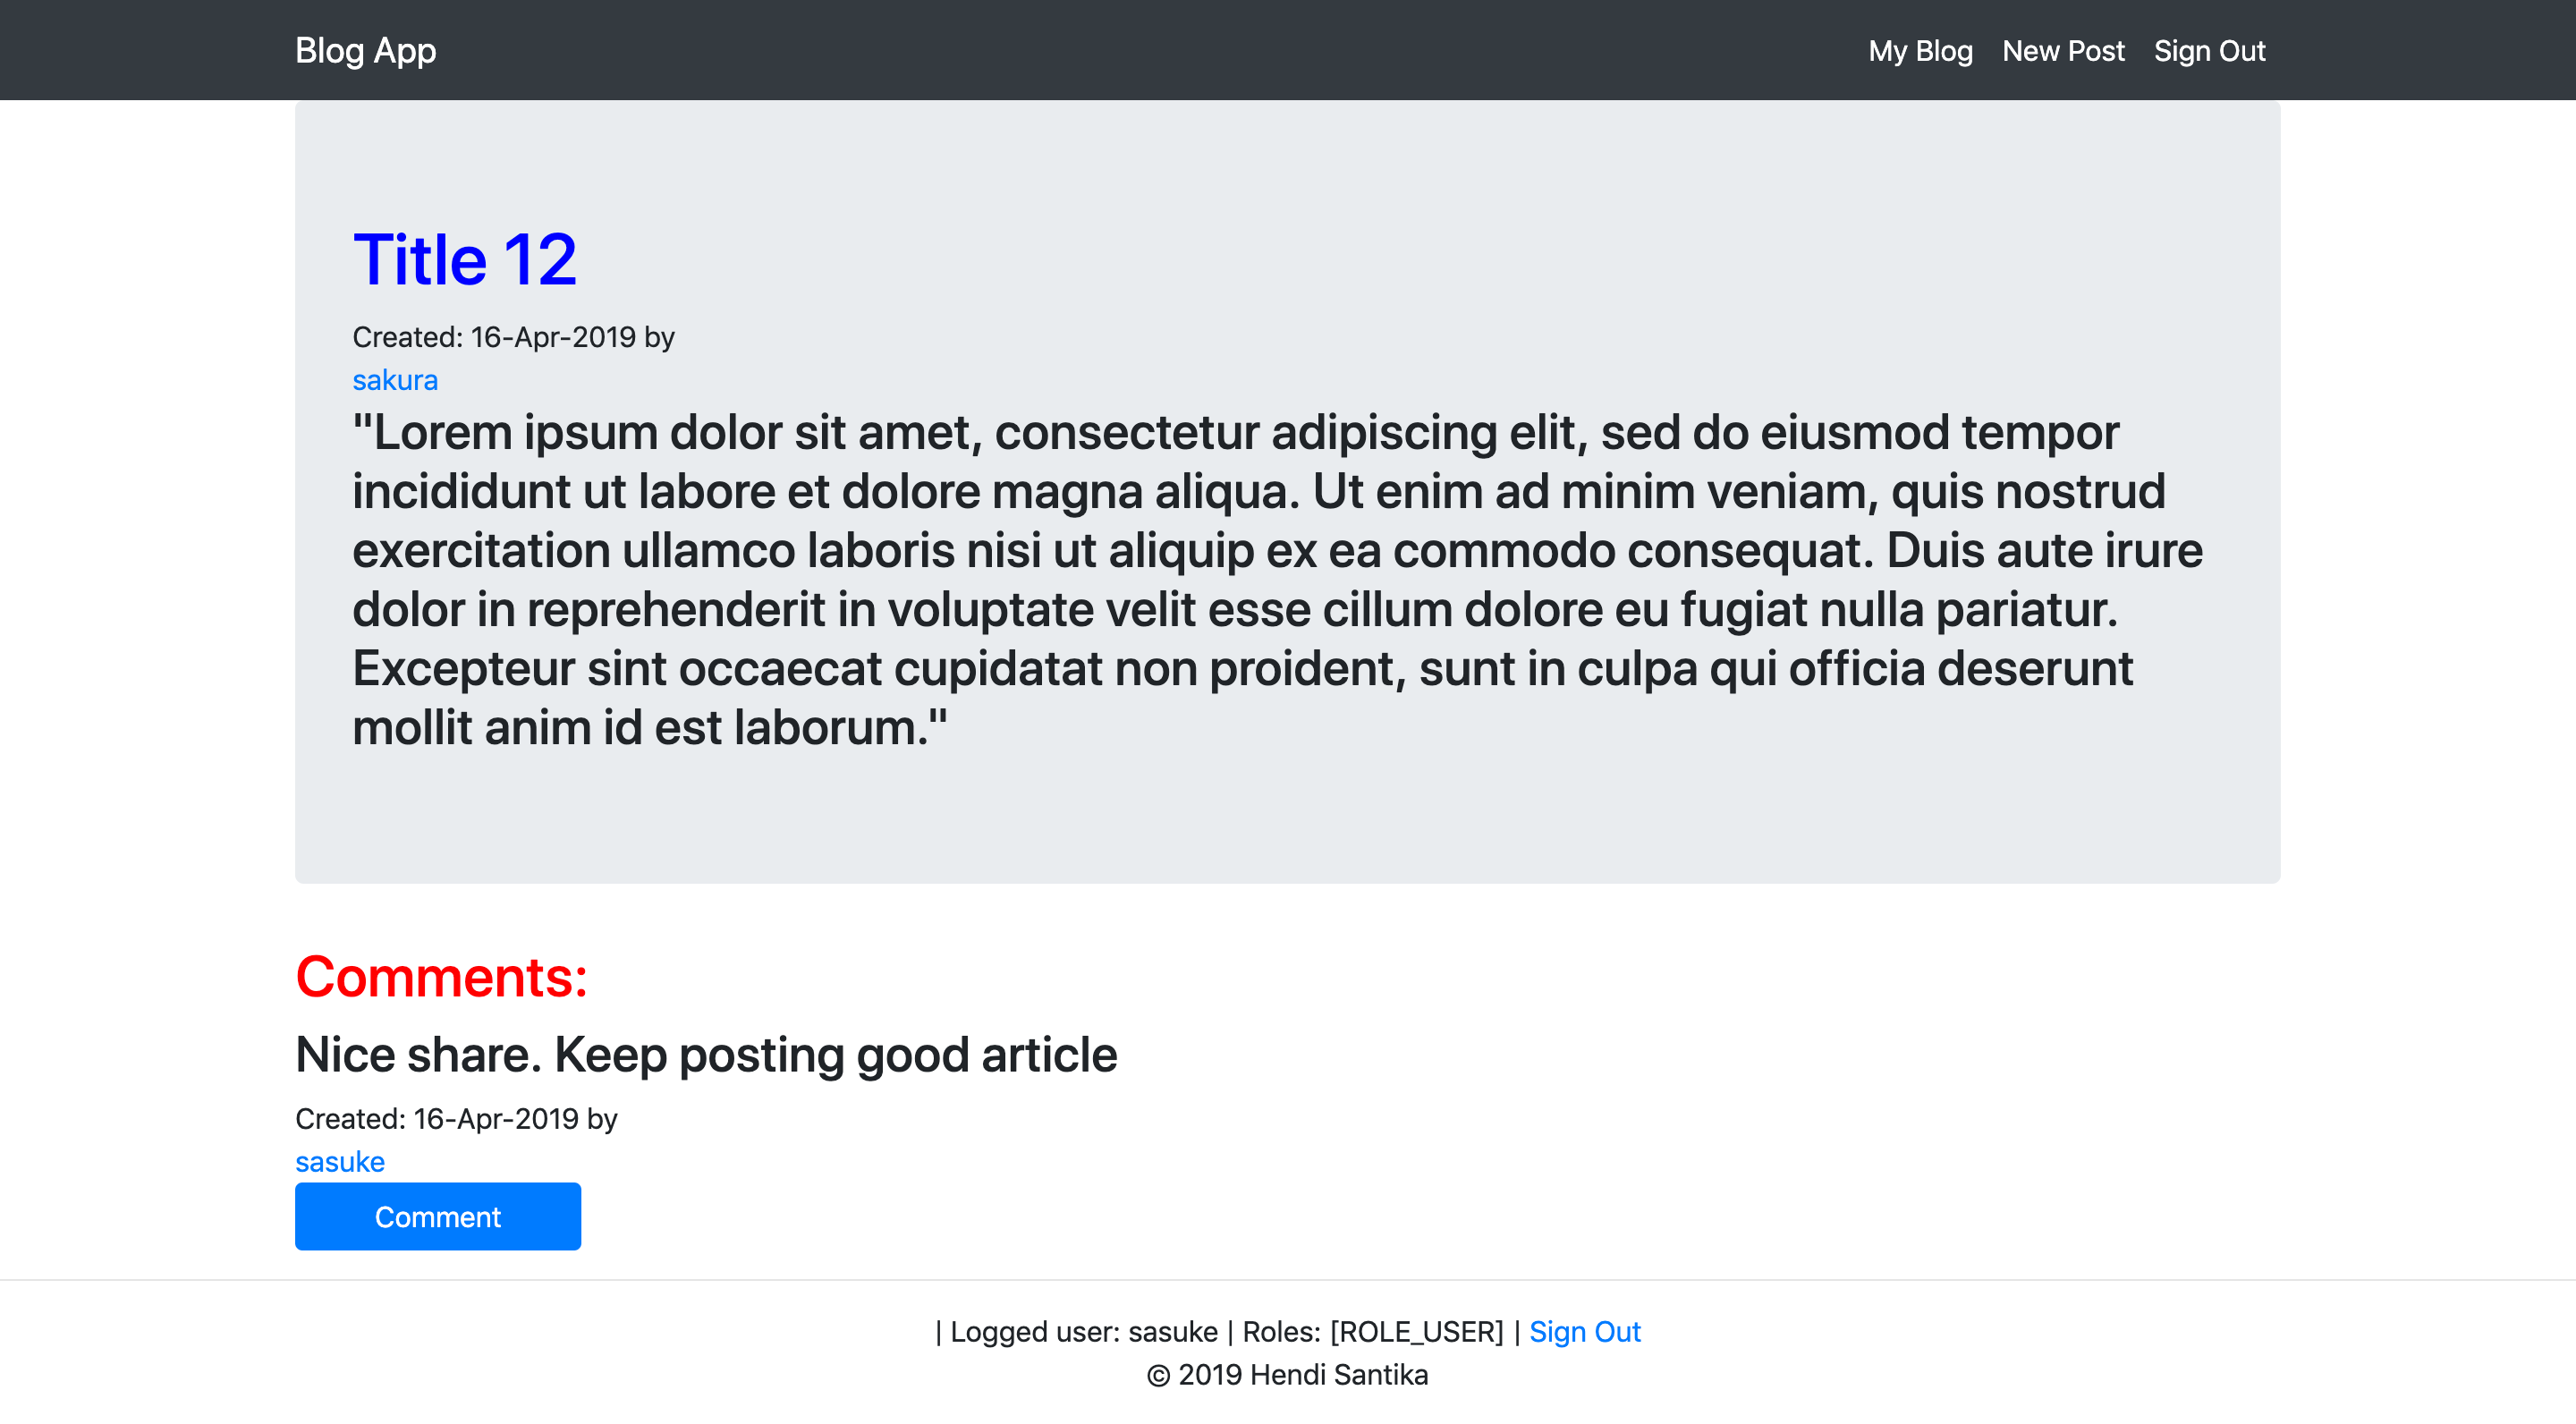 Blog App
My Blog New Post Sign Out
Title 12
Created: 16-Apr-2019 by
sakura
"Lorem ipsum dolor sit amet, consectetur adipiscing elit, sed do eiusmod tempor
incididunt ut labore et dolore magna aliqua. Ut enim ad minim veniam, quis nostrud
exercitation ullamco laboris nisi ut aliquip ex ea commodo consequat. Duis aute irure
dolor in reprehenderit in voluptate velit esse cillum dolore eu fugiat nulla pariatur.
Excepteur sint occaecat cupidatat non proident, sunt in culpa qui officia deserunt
mollit anim id est laborum."
Comments:
Nice share. Keep posting good article
Created: 16-Apr-2019 by
sasuke
Comment
| Logged user: sasuke | Roles: [ROLE_USER] | Sign Out
© 2019 Hendi Santika